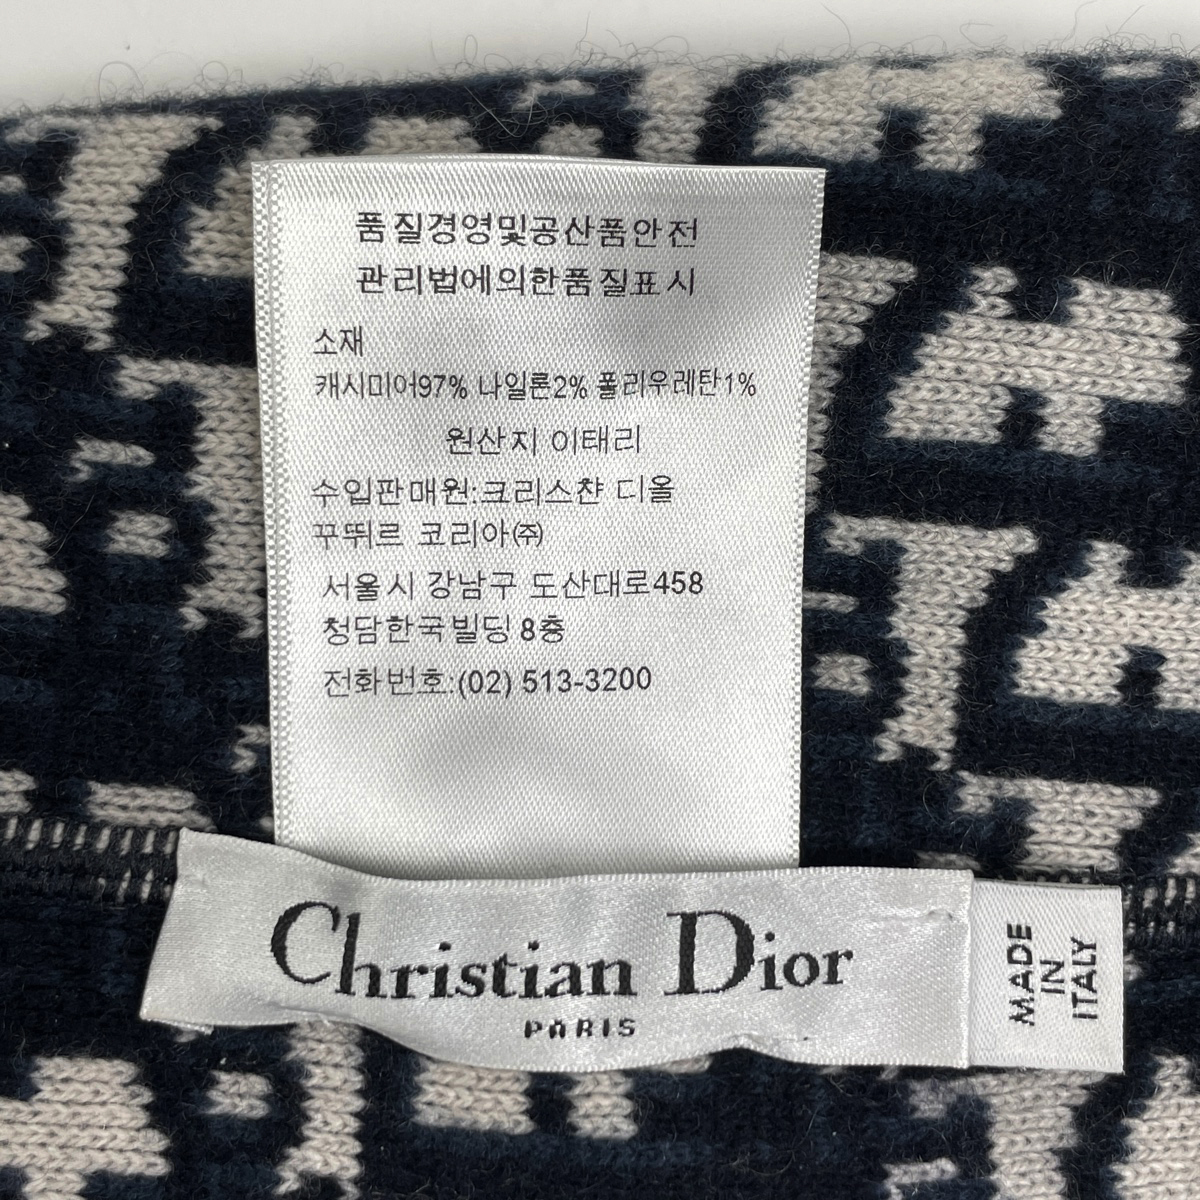 품질경영및공산품안전
관리법에의한품질표시
소재
캐시미어97% 나일론2% 폴리우레탄1%
원산지 이태리
수입판매원:크리스챤 디올
꾸뛰르 코리아㈜
서울시 강남구 도산대로458
청담한국빌딩 8층
전화번호:(02) 513-3200
Christian Dior
PARIS
MADE
IN
ITALY